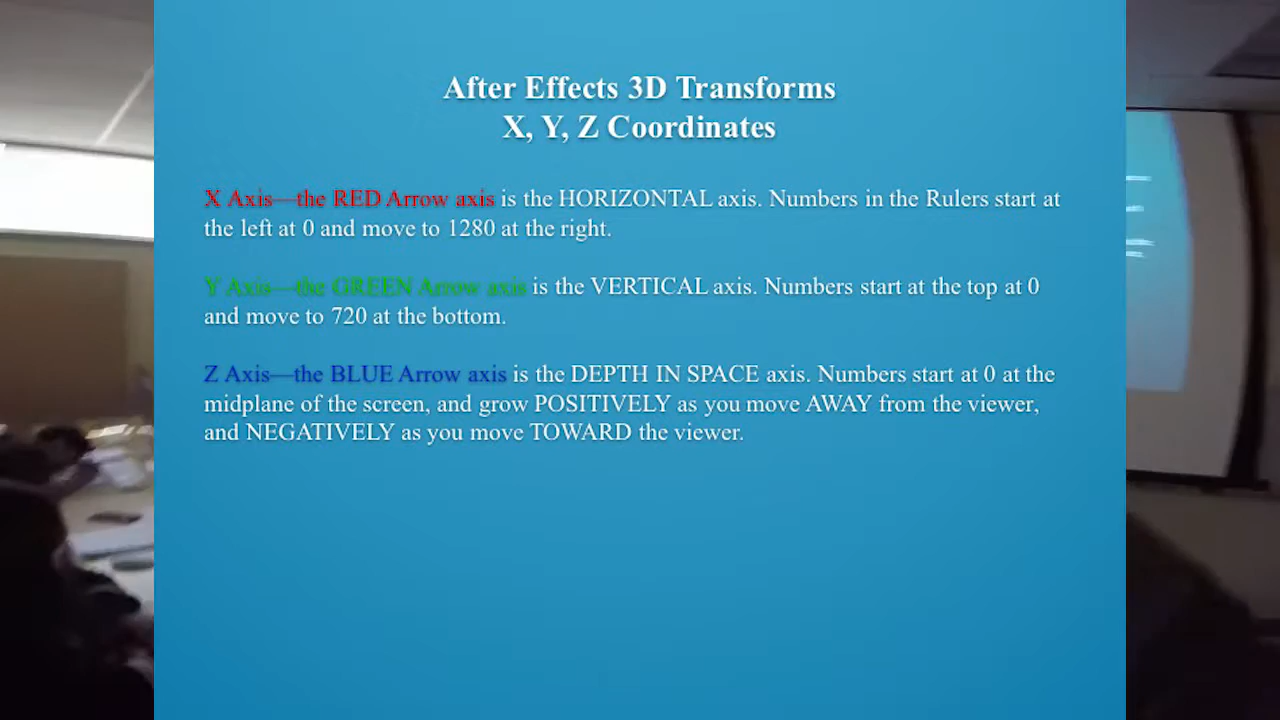 After Effects 3D Transforms
X, Y, Z Coordinates
X Axis—the RED Arrow axis is the HORIZONTAL axis. Numbers in the Rulers start at
the left at 0 and move to 1280 at the right.
Y Axis—the GREEN Arrow axis is the VERTICAL axis. Numbers start at the top at 0
and move to 720 at the bottom.
Z Axis—the BLUE Arrow axis is the DEPTH IN SPACE axis. Numbers start at 0 at the
midplane of the screen, and grow POSITIVELY as you move AWAY from the viewer,
and NEGATIVELY as you move TOWARD the viewer.